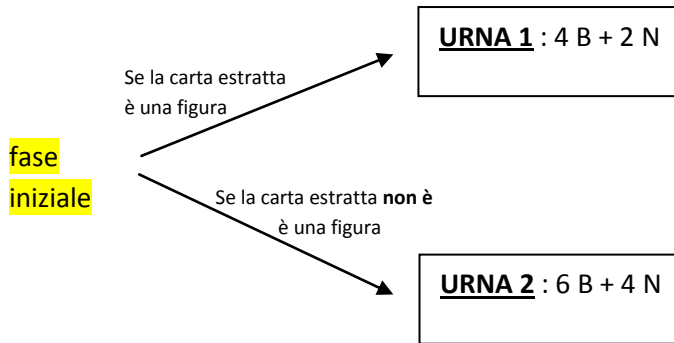 URNA 1 : 4 B + 2 N
Se la carta estratta
è una figura
fase
iniziale
Se la carta estratta non è
è una figura
URNA 2 : 6 B + 4 N